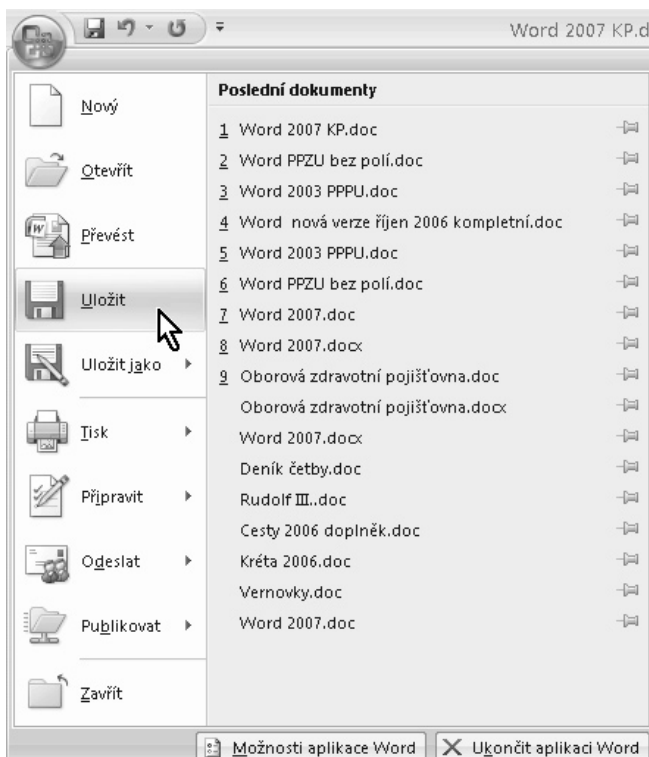 Word 2007 KP.d
Nový
Otevřít
Převést
Uložit
Uložit jako
Tisk
Připravit
Odeslat
Publikovat
Zavřít
Poslední dokumenty
1 Word 2007 KP.doc
2 Word PPZU bez polí.doc
3 Word 2003 PPPU.doc
4 Word nová verze říjen 2006 kompletní.doc
5 Word 2003 PPPU.doc
6 Word PPZU bez polí.doc
7 Word 2007.doc
8 Word 2007.docx
9 Oborová zdravotní pojišťovna.doc
Oborová zdravotní pojišťovna.docx
Word 2007.docx
Deník četby.doc
Rudolf III..doc
Cesty 2006 doplněk.doc
Kréta 2006.doc
Vernovky.doc
Word 2007.doc
Možnosti aplikace Word
Ukončit aplikaci Word